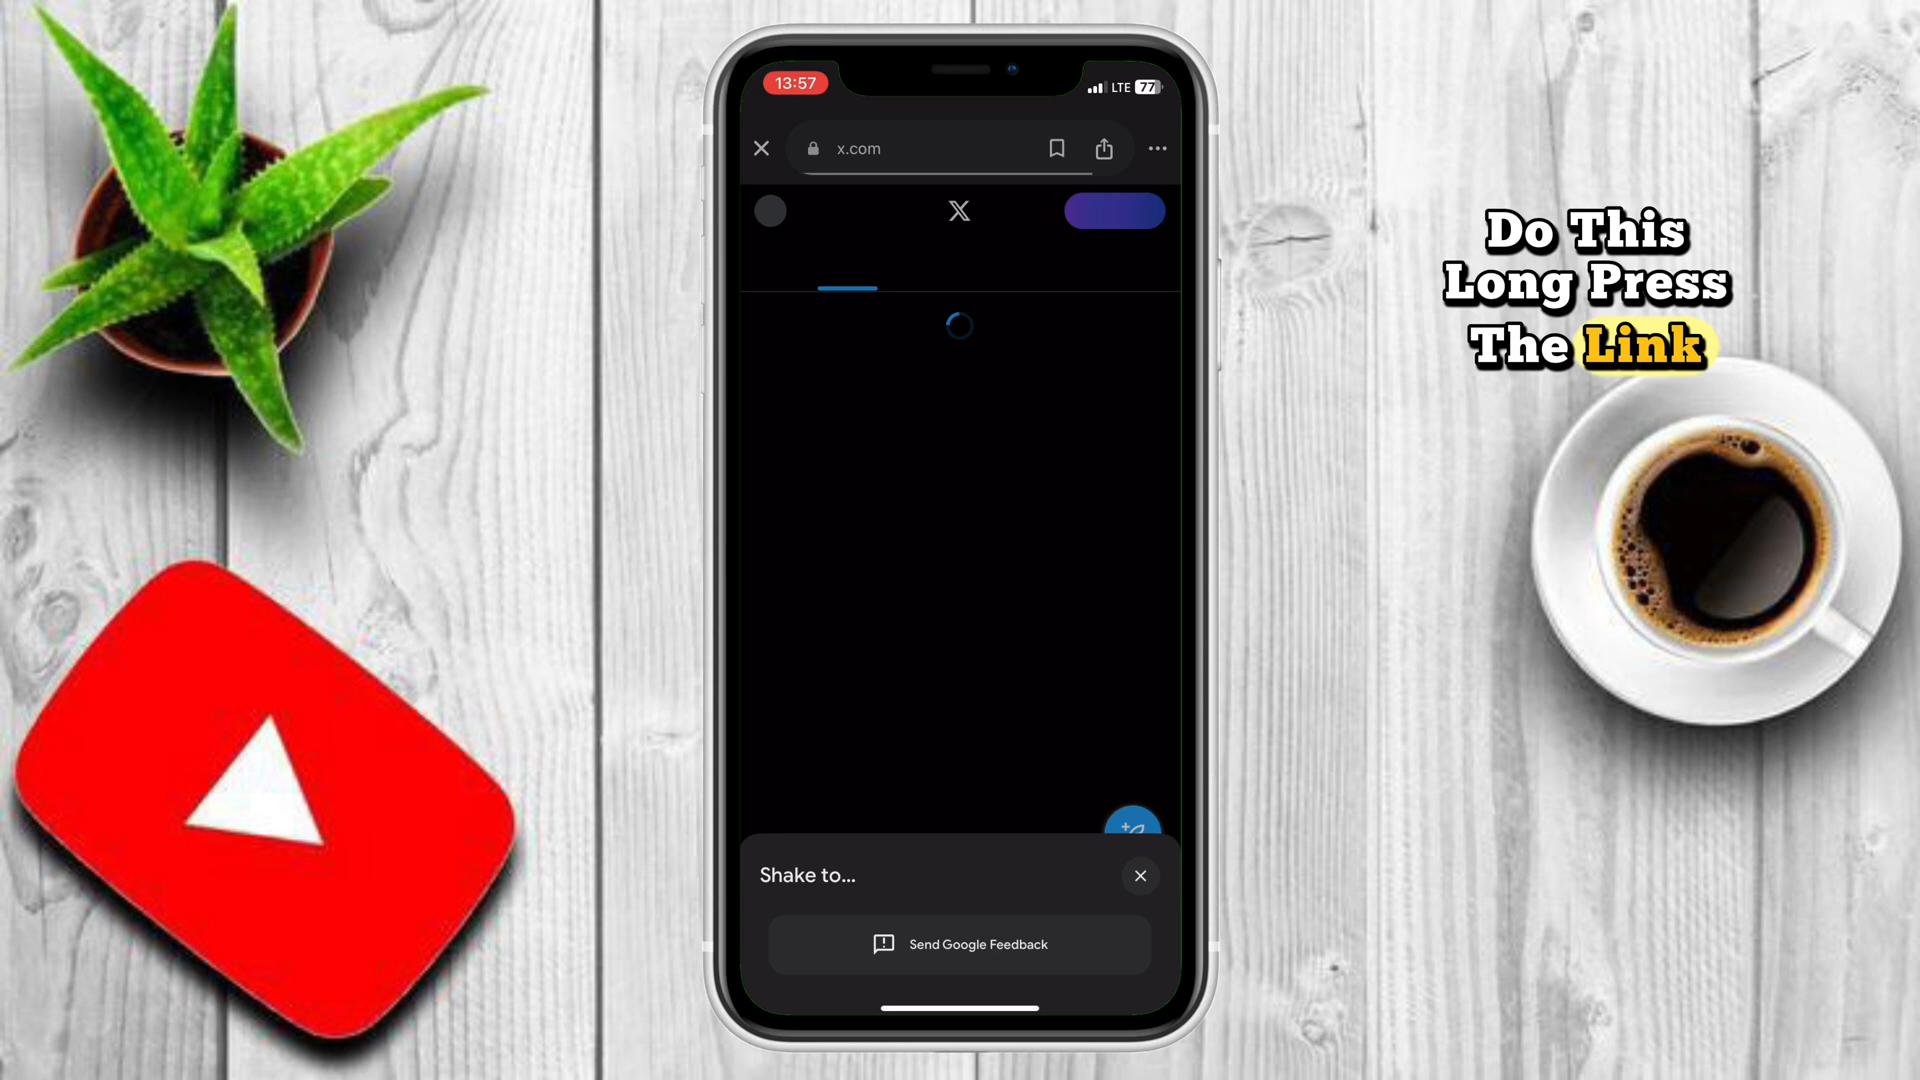 13:57
LTE 77
x.com
Do This
Long Press
The Link
Shake to...
Send Google Feedback